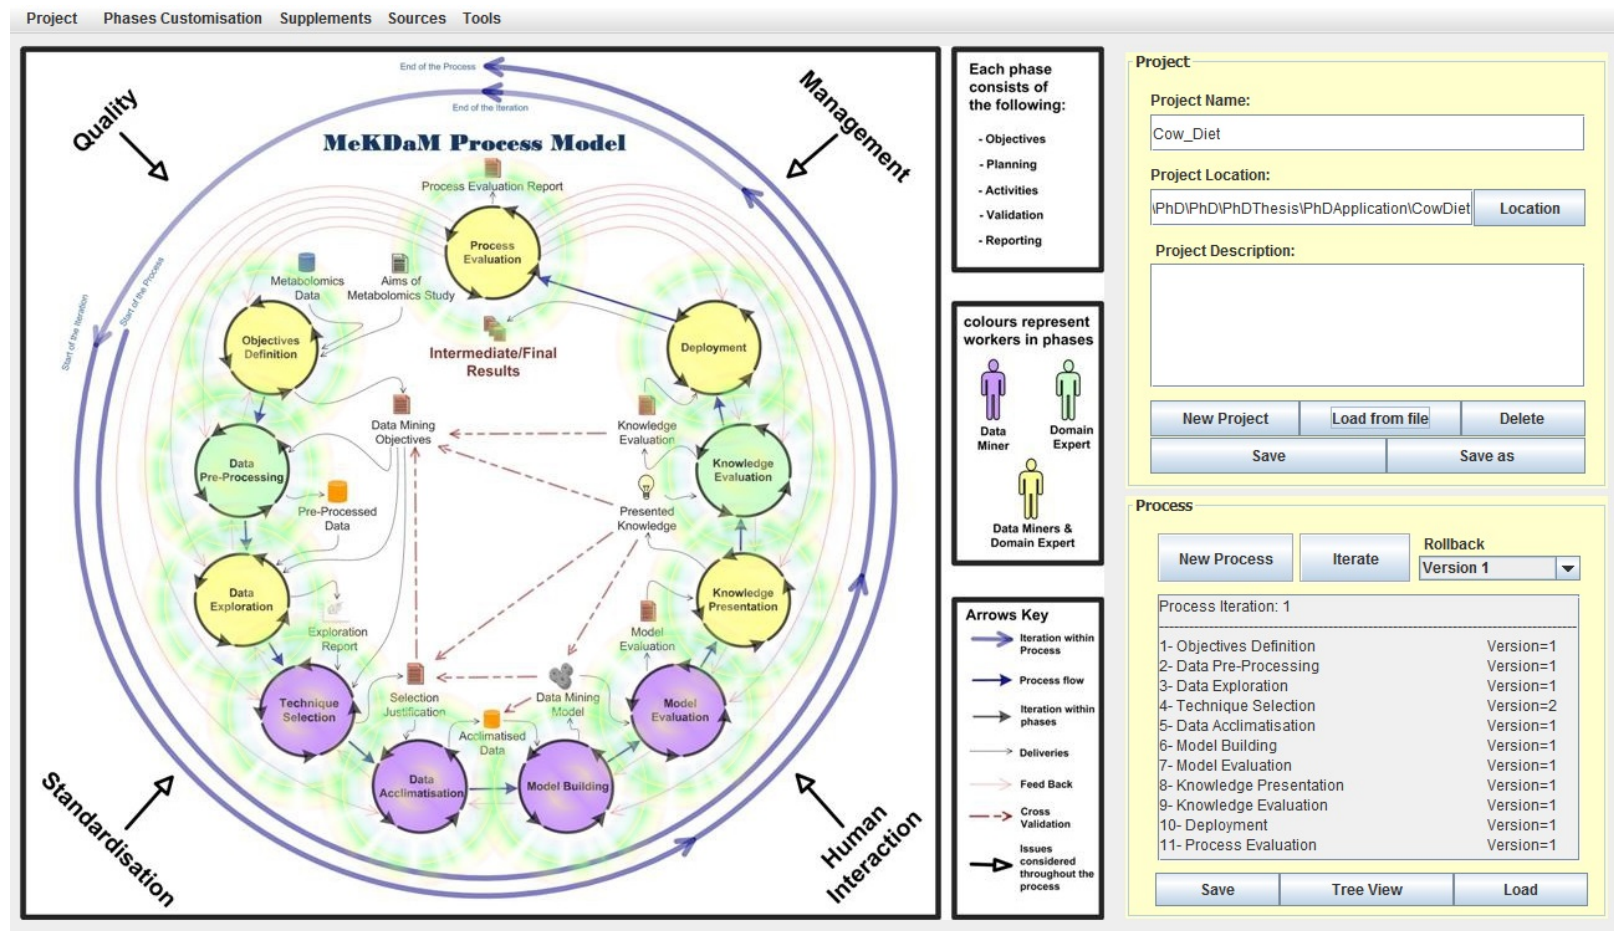 Project Phases Customisation Supplements Sources Tools
End of the Process
End of the Iteration
MeKDaM Process Model
Quality
Management
Standardisation
Human
Interaction
Start of the Iteration
Start of the Process
Process Evaluation Report
Process
Evaluation
Metabolomics
Data
Aims of
Metabolomics Study
Objectives
Definition
Intermediate/Final
Results
Deployment
Data Mining
Objectives
Knowledge
Evaluation
Data
Pre-Processing
Knowledge
Evaluation
Pre-Processed
Data
Presented
Knowledge
Data
Exploration
Knowledge
Presentation
Exploration
Report
Model
Evaluation
Technique
Selection
Selection
Justification
Data Mining
Model
Model
Evaluation
Acclimatised
Data
Data
Acclimatisation
Model Building
Each phase
consists of
the following:
- Objectives
- Planning
- Activities
- Validation
- Reporting
colours represent
workers in phases
Data
Miner
Domain
Expert
Data Miners &
Domain Expert
Arrows Key
Iteration within
Process
Process flow
Iteration within
phases
Deliveries
Feed Back
Cross
Validation
Issues
considered
throughout the
process
Project
Project Name:
Cow_Diet
Project Location:
\PhD\PhD\PhDThesis\PhDApplication\CowDiet Location
Project Description:
New Project Load from file Delete
Save Save as
Process
New Process Iterate Rollback
Version 1
Process Iteration: 1
1- Objectives Definition Version=1
2- Data Pre-Processing Version=1
3- Data Exploration Version=1
4- Technique Selection Version=2
5- Data Acclimatisation Version=1
6- Model Building Version=1
7- Model Evaluation Version=1
8- Knowledge Presentation Version=1
9- Knowledge Evaluation Version=1
10- Deployment Version=1
11- Process Evaluation Version=1
Save Tree View Load